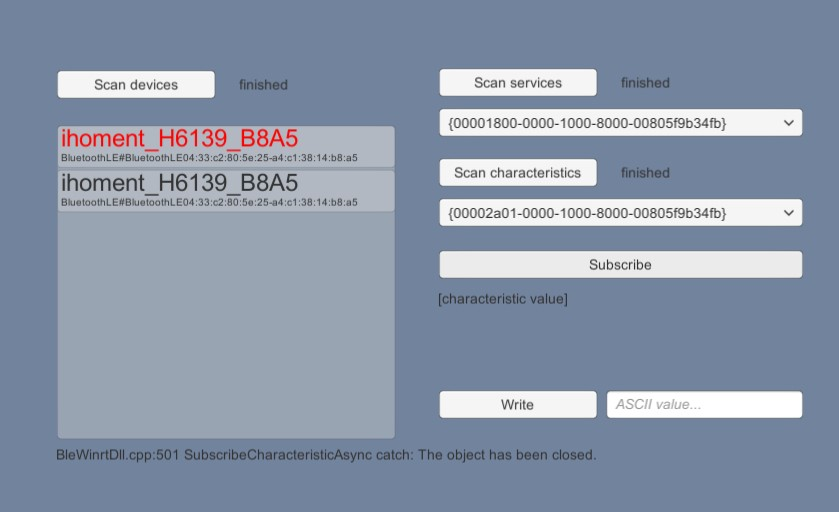 Scan devices finished
ihoment_H6139_B8A5
BluetoothLE#BluetoothLE04:33:c2:80:5e:25-a4:c1:38:14:b8:a5
ihoment_H6139_B8A5
BluetoothLE#BluetoothLE04:33:c2:80:5e:25-a4:c1:38:14:b8:a5
Scan services finished
{00001800-0000-1000-8000-00805f9b34fb}
Scan characteristics finished
{00002a01-0000-1000-8000-00805f9b34fb}
Subscribe
[characteristic value]
Write ASCII value...
BleWinrtDll.cpp:501 SubscribeCharacteristicAsync catch: The object has been closed.